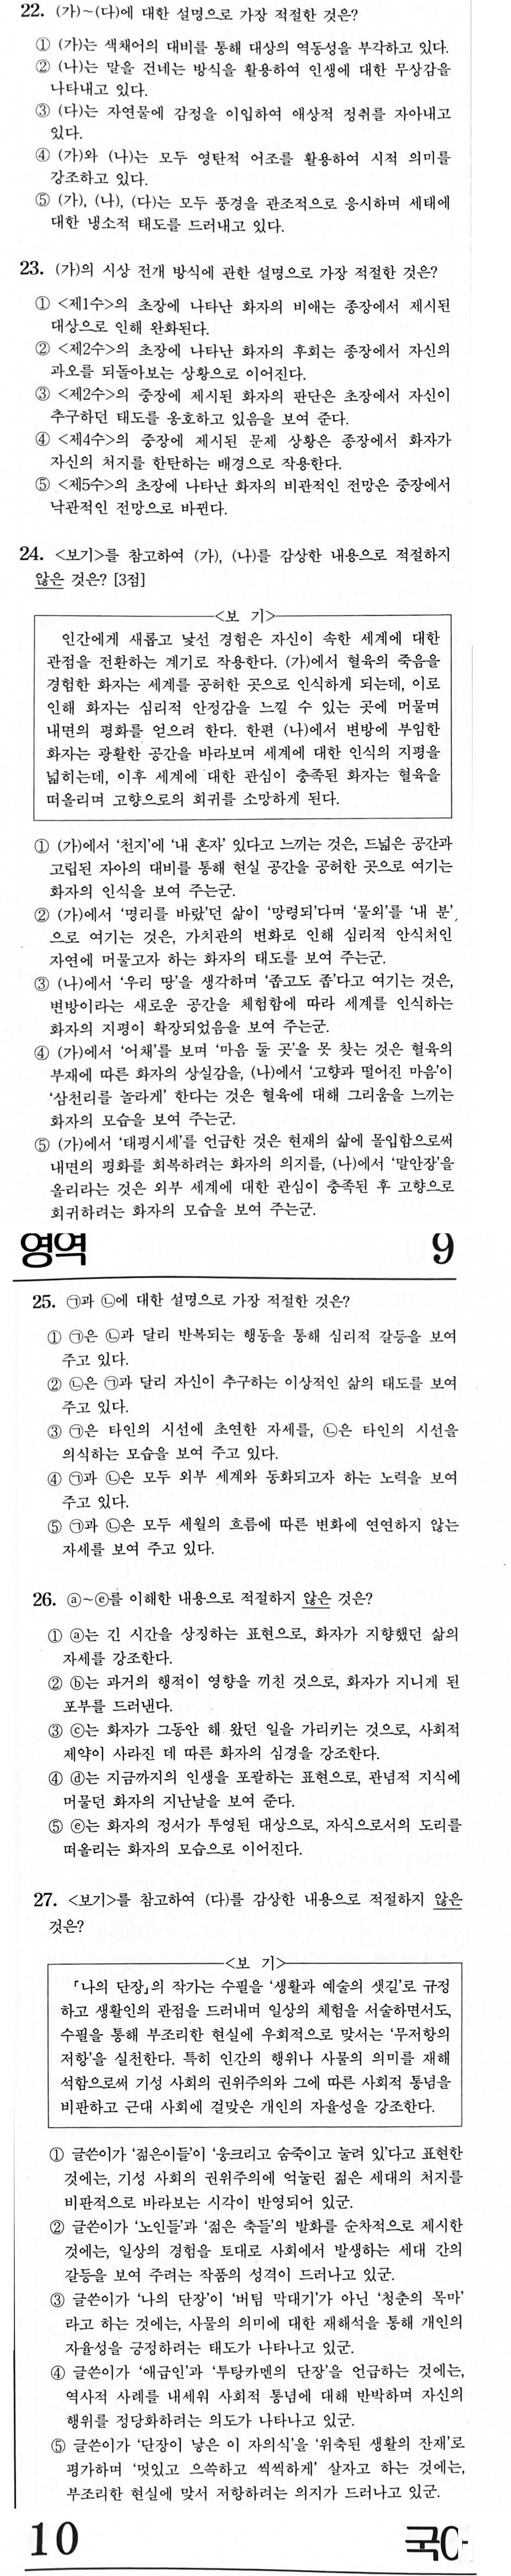 22. (가)~(다)에 대한 설명으로 가장 적절한 것은?
① (가)는 색채어의 대비를 통해 대상의 역동성을 부각하고 있다.
② (나)는 말을 건네는 방식을 활용하여 인생에 대한 무상감을
나타내고 있다.
③ (다)는 자연물에 감정을 이입하여 애상적 정취를 자아내고
있다.
④ (가)와 (나)는 모두 영탄적 어조를 활용하여 시적 의미를
강조하고 있다.
⑤ (가), (나), (다)는 모두 풍경을 관조적으로 응시하며 세태에
대한 냉소적 태도를 드러내고 있다.
23. (가)의 시상 전개 방식에 관한 설명으로 가장 적절한 것은?
① <제1수>의 초장에 나타난 화자의 비애는 종장에서 제시된
대상으로 인해 완화된다.
② <제2수>의 초장에 나타난 화자의 후회는 종장에서 자신의
과오를 되돌아보는 상황으로 이어진다.
③ <제2수>의 중장에 제시된 화자의 판단은 초장에서 자신이
추구하던 태도를 옹호하고 있음을 보여 준다.
④ <제4수>의 중장에 제시된 문제 상황은 종장에서 화자가
자신의 처지를 한탄하는 배경으로 작용한다.
⑤ <제5수>의 초장에 나타난 화자의 비관적인 전망은 중장에서
낙관적인 전망으로 바뀐다.
24. <보기>를 참고하여 (가), (나)를 감상한 내용으로 적절하지
않은 것은? [3점]
<보 기>
인간에게 새롭고 낯선 경험은 자신이 속한 세계에 대한
관점을 전환하는 계기로 작용한다. (가)에서 혈육의 죽음을
경험한 화자는 세계를 공허한 곳으로 인식하게 되는데, 이로
인해 화자는 심리적 안정감을 느낄 수 있는 곳에 머물며
내면의 평화를 얻으려 한다. 한편 (나)에서 변방에 부임한
화자는 광활한 공간을 바라보며 세계에 대한 인식의 지평을
넓히는데, 이후 세계에 대한 관심이 충족된 화자는 혈육을
떠올리며 고향으로의 회귀를 소망하게 된다.
① (가)에서 '천지'에 '내 혼자' 있다고 느끼는 것은, 드넓은 공간과
고립된 자아의 대비를 통해 현실 공간을 공허한 곳으로 여기는
화자의 인식을 보여 주는군.
② (가)에서 '명리를 바랐'던 삶이 '망령되'다며 '물외'를 '내 분'
으로 여기는 것은, 가치관의 변화로 인해 심리적 안식처인
자연에 머물고자 하는 화자의 태도를 보여 주는군.
③ (나)에서 '우리 땅'을 생각하며 '좁고도 좁'다고 여기는 것은,
변방이라는 새로운 공간을 체험함에 따라 세계를 인식하는
화자의 지평이 확장되었음을 보여 주는군.
④ (가)에서 '어채'를 보며 '마음 둘 곳'을 못 찾는 것은 혈육의
부재에 따른 화자의 상실감을, (나)에서 '고향과 떨어진 마음'이
'삼천리를 놀라게' 한다는 것은 혈육에 대해 그리움을 느끼는
화자의 모습을 보여 주는군.
⑤ (가)에서 '태평시세'를 언급한 것은 현재의 삶에 몰입함으로써
내면의 평화를 회복하려는 화자의 의지를, (나)에서 '말안장'을
올리라는 것은 외부 세계에 대한 관심이 충족된 후 고향으로
회귀하려는 화자의 모습을 보여 주는군.
영역 9
25. ㉠과 ㉡에 대한 설명으로 가장 적절한 것은?
① ㉠은 ㉡과 달리 반복되는 행동을 통해 심리적 갈등을 보여
주고 있다.
② ㉡은 ㉠과 달리 자신이 추구하는 이상적인 삶의 태도를 보여
주고 있다.
③ ㉠은 타인의 시선에 초연한 자세를, ㉡은 타인의 시선을
의식하는 모습을 보여 주고 있다.
④ ㉠과 ㉡은 모두 외부 세계와 동화되고자 하는 노력을 보여
주고 있다.
⑤ ㉠과 ㉡은 모두 세월의 흐름에 따른 변화에 연연하지 않는
자세를 보여 주고 있다.
26. ⓐ~ⓔ를 이해한 내용으로 적절하지 않은 것은?
① ⓐ는 긴 시간을 상징하는 표현으로, 화자가 지향했던 삶의
자세를 강조한다.
② ⓑ는 과거의 행적이 영향을 끼친 것으로, 화자가 지니게 된
포부를 드러낸다.
③ ⓒ는 화자가 그동안 해 왔던 일을 가리키는 것으로, 사회적
제약이 사라진 데 따른 화자의 심경을 강조한다.
④ ⓓ는 지금까지의 인생을 포괄하는 표현으로, 관념적 지식에
머물던 화자의 지난날을 보여 준다.
⑤ ⓔ는 화자의 정서가 투영된 대상으로, 자식으로서의 도리를
떠올리는 화자의 모습으로 이어진다.
27. <보기>를 참고하여 (다)를 감상한 내용으로 적절하지 않은
것은?
<보 기>
「나의 단장」의 작가는 수필을 '생활과 예술의 샛길'로 규정
하고 생활인의 관점을 드러내며 일상의 체험을 서술하면서도,
수필을 통해 부조리한 현실에 우회적으로 맞서는 '무저항의
저항'을 실천한다. 특히 인간의 행위나 사물의 의미를 재해
석함으로써 기성 사회의 권위주의와 그에 따른 사회적 통념을
비판하고 근대 사회에 걸맞은 개인의 자율성을 강조한다.
① 글쓴이가 '젊은이들'이 '웅크리고 숨죽이고 눌려 있'다고 표현한
것에는, 기성 사회의 권위주의에 억눌린 젊은 세대의 처지를
비판적으로 바라보는 시각이 반영되어 있군.
② 글쓴이가 '노인들'과 '젊은 축들'의 발화를 순차적으로 제시한
것에는, 일상의 경험을 토대로 사회에서 발생하는 세대 간의
갈등을 보여 주려는 작품의 성격이 드러나고 있군.
③ 글쓴이가 '나의 단장'이 '버팀 막대기'가 아닌 '청춘의 목마'
라고 하는 것에는, 사물의 의미에 대한 재해석을 통해 개인의
자율성을 긍정하려는 태도가 나타나고 있군.
④ 글쓴이가 '애급인'과 '투탕카멘의 단장'을 언급하는 것에는,
역사적 사례를 내세워 사회적 통념에 대해 반박하며 자신의
행위를 정당화하려는 의도가 나타나고 있군.
⑤ 글쓴이가 '단장이 낳은 이 자의식'을 '위축된 생활의 잔재'로
평가하며 '멋있고 으쓱하고 씩씩하게' 살자고 하는 것에는,
부조리한 현실에 맞서 저항하려는 의지가 드러나고 있군.
10